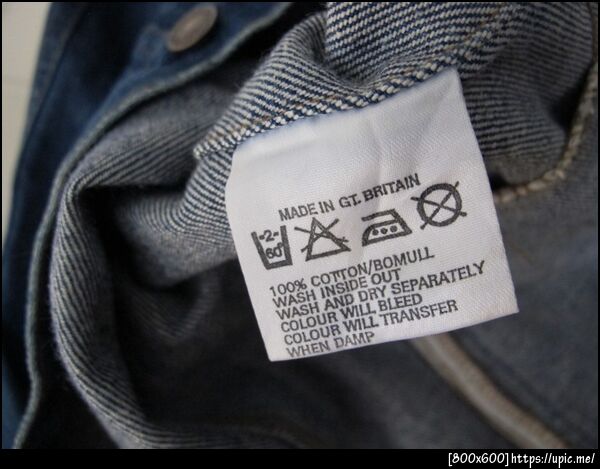 MADE IN GT. BRITAIN
-2-
60°
100% COTTON/BOMULL
WASH INSIDE OUT
WASH AND DRY SEPARATELY
COLOUR WILL BLEED
COLOUR WILL TRANSFER
WHEN DAMP
[800x600]https://upic.me/